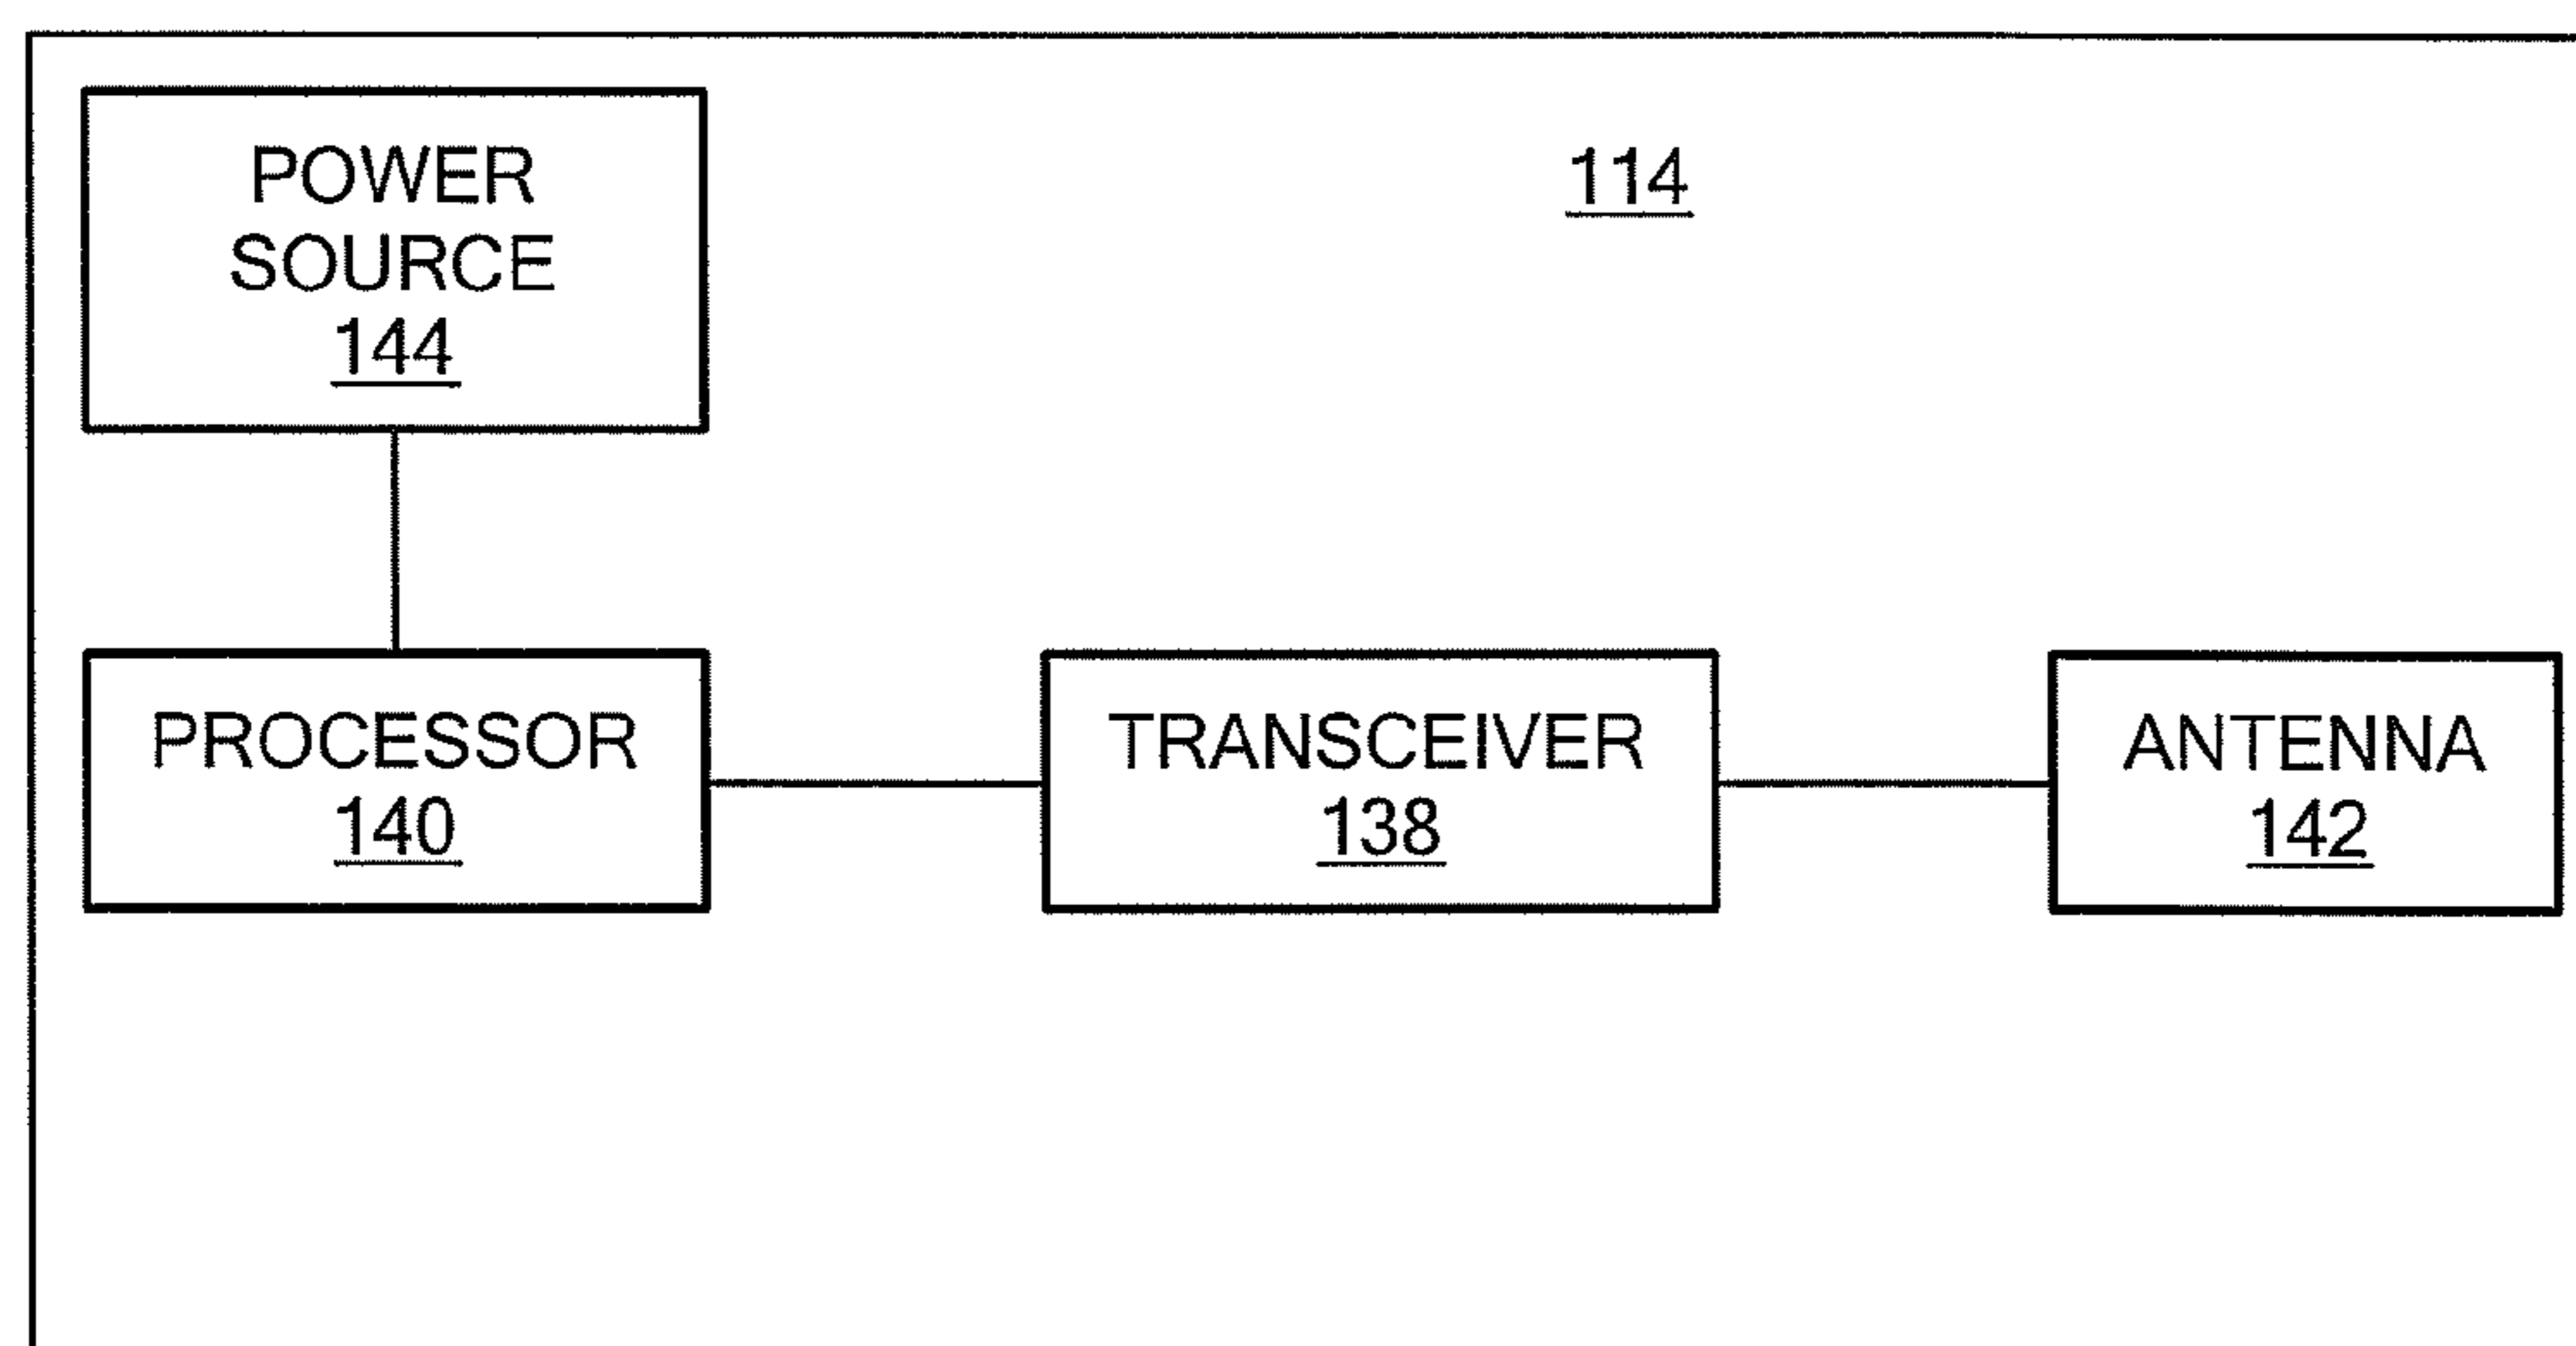 POWER
SOURCE
144
114
PROCESSOR
140
TRANSCEIVER
138
ANTENNA
142